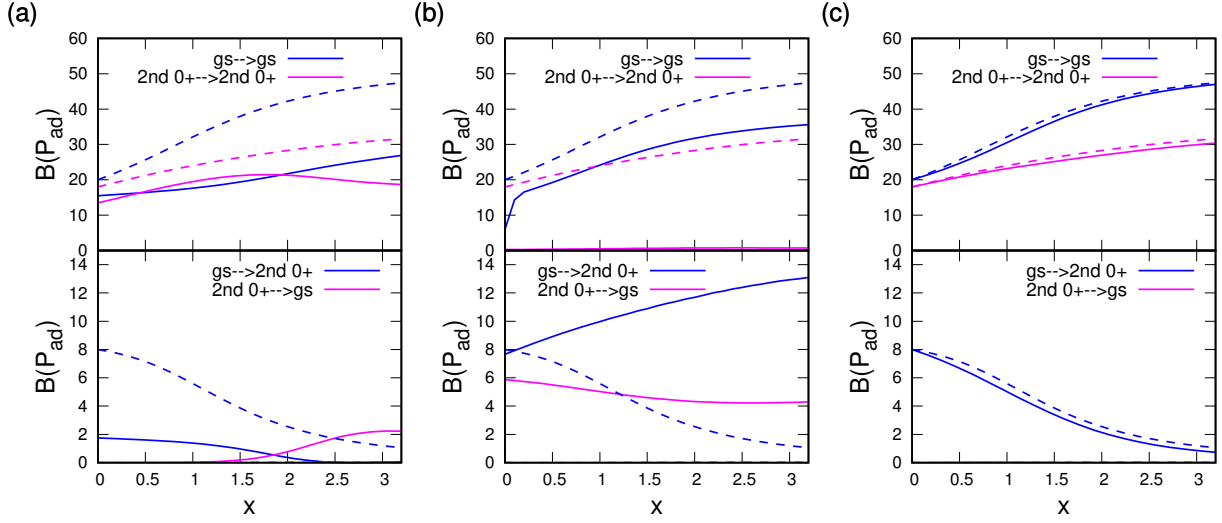 (a)
60
50
40
30
20
10
0
B(P_ad)
gs-->gs
2nd 0+-->2nd 0+
14
12
10
8
6
4
2
0
B(P_ad)
gs-->2nd 0+
2nd 0+-->gs
0 0.5 1 1.5 2 2.5 3
x
(b)
60
50
40
30
20
10
0
B(P_ad)
gs-->gs
2nd 0+-->2nd 0+
14
12
10
8
6
4
2
0
B(P_ad)
gs-->2nd 0+
2nd 0+-->gs
0 0.5 1 1.5 2 2.5 3
x
(c)
60
50
40
30
20
10
0
B(P_ad)
gs-->gs
2nd 0+-->2nd 0+
14
12
10
8
6
4
2
0
B(P_ad)
gs-->2nd 0+
2nd 0+-->gs
0 0.5 1 1.5 2 2.5 3
x